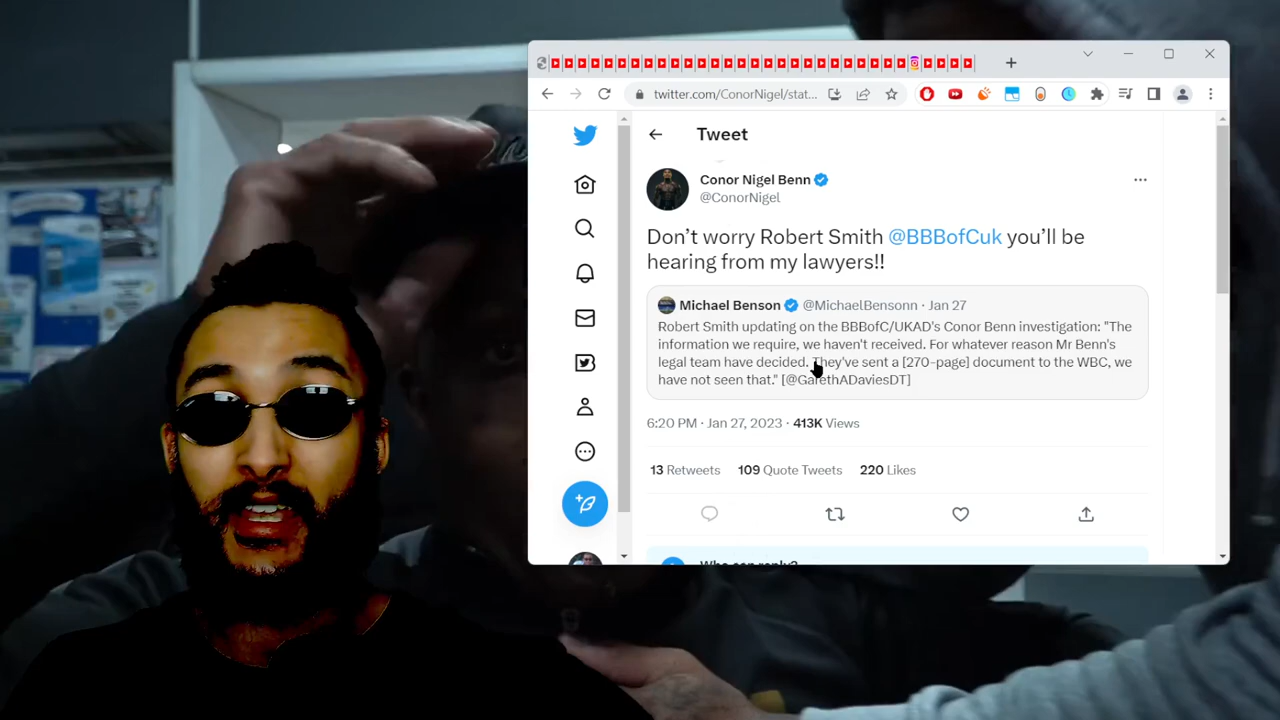 twitter.com/ConorNigel/stat...
Tweet
Conor Nigel Benn
@ConorNigel
Don’t worry Robert Smith @BBBofCuk you’ll be
hearing from my lawyers!!
Michael Benson @MichaelBensonn · Jan 27
Robert Smith updating on the BBBofC/UKAD's Conor Benn investigation: "The
information we require, we haven't received. For whatever reason Mr Benn's
legal team have decided. They've sent a [270-page] document to the WBC, we
have not seen that." [@GarethADaviesDT]
6:20 PM · Jan 27, 2023 · 413K Views
13 Retweets 109 Quote Tweets 220 Likes
Who can reply?